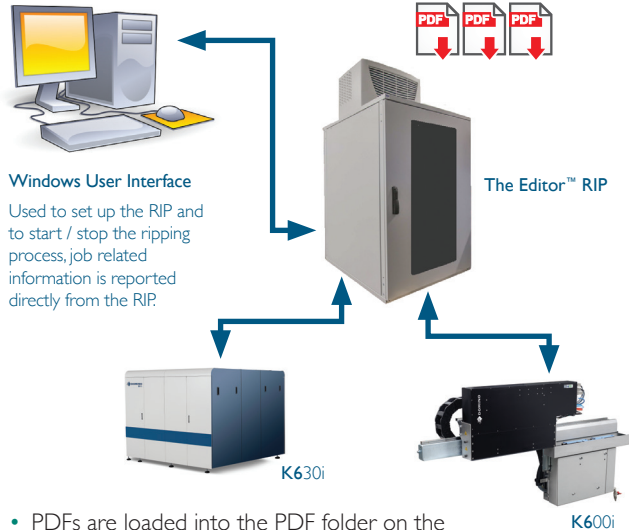 PDF PDF PDF
Windows User Interface
Used to set up the RIP and
to start / stop the ripping
process, job related
information is reported
directly from the RIP.
The Editor™ RIP
K630i
DOMINO
K600i
• PDFs are loaded into the PDF folder on the